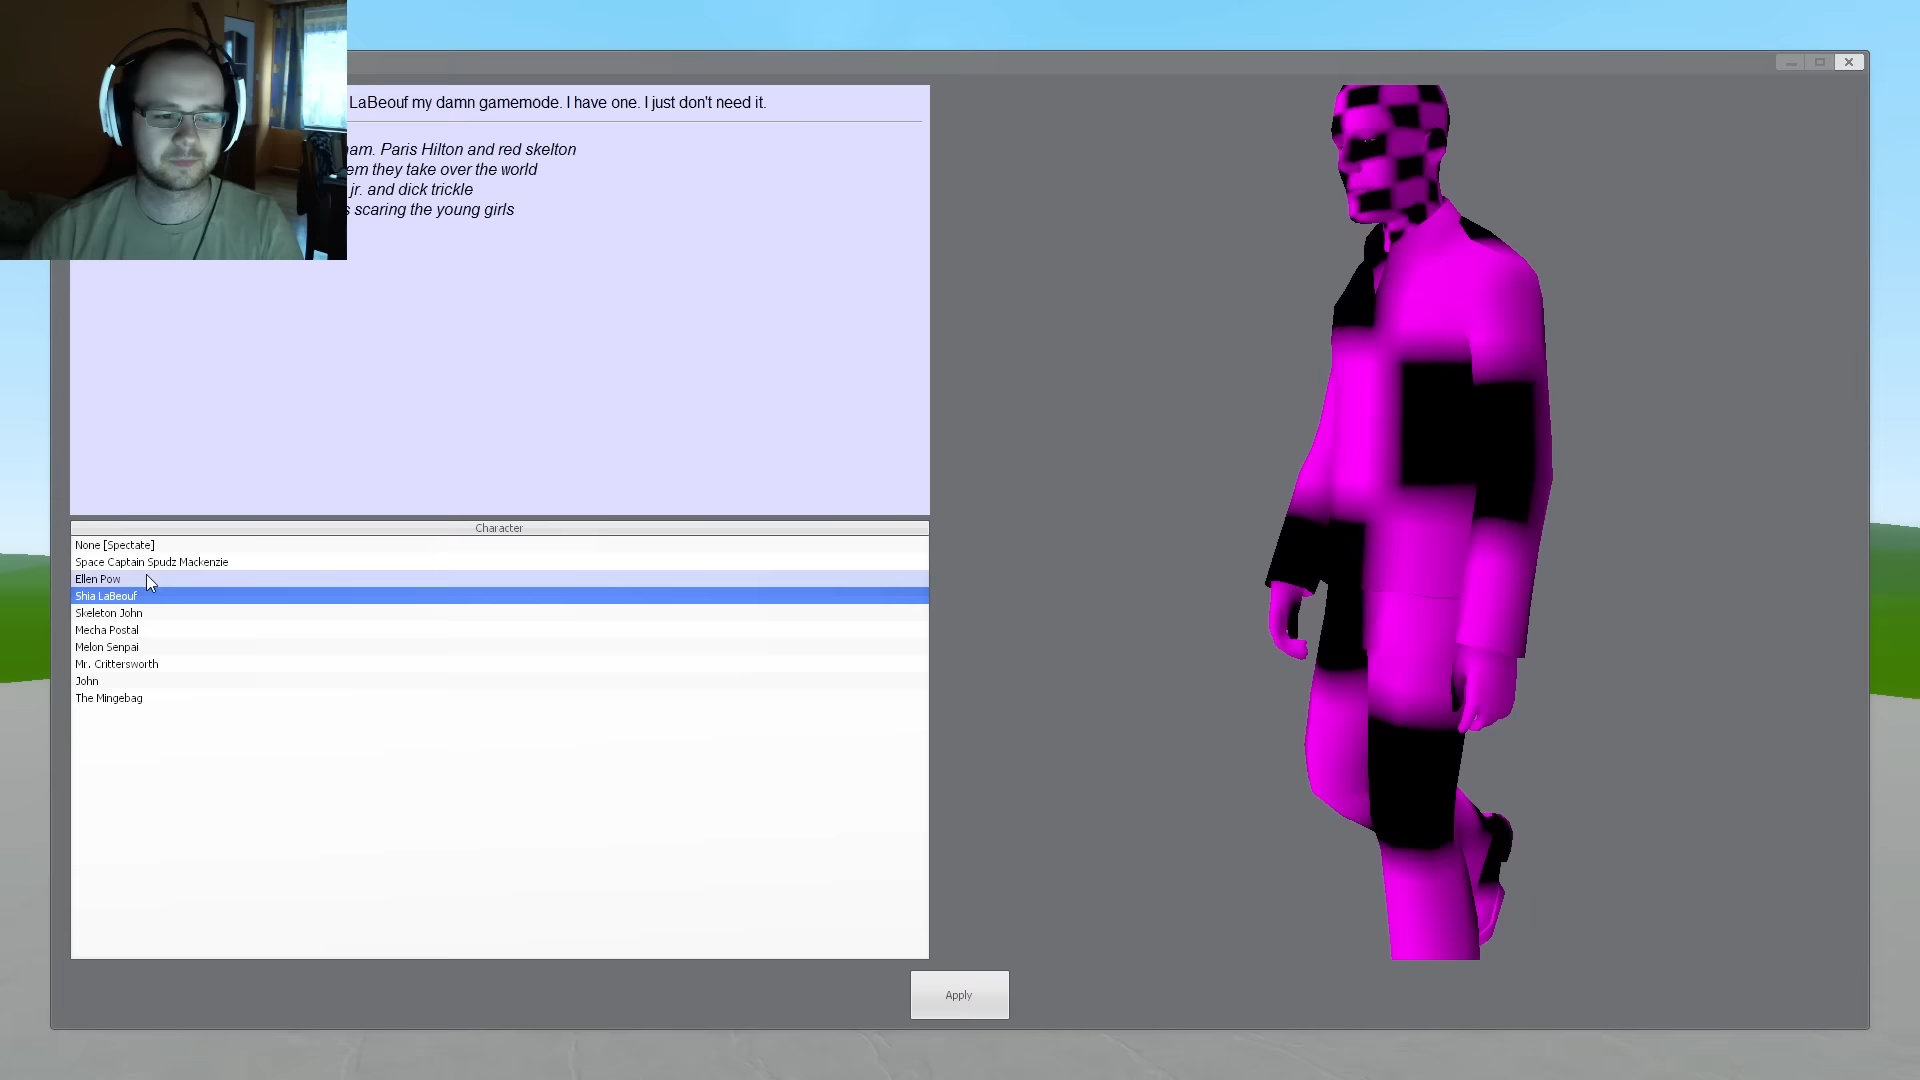 LaBeouf my damn gamemode. I have one. I just don't need it.
am. Paris Hilton and red skelton
em they take over the world
jr. and dick trickle
s scaring the young girls
Character
None [Spectate]
Space Captain Spudz Mackenzie
Ellen Pow
Shia LaBeouf
Skeleton John
Mecha Postal
Melon Senpai
Mr. Crittersworth
John
The Mingebag
Apply